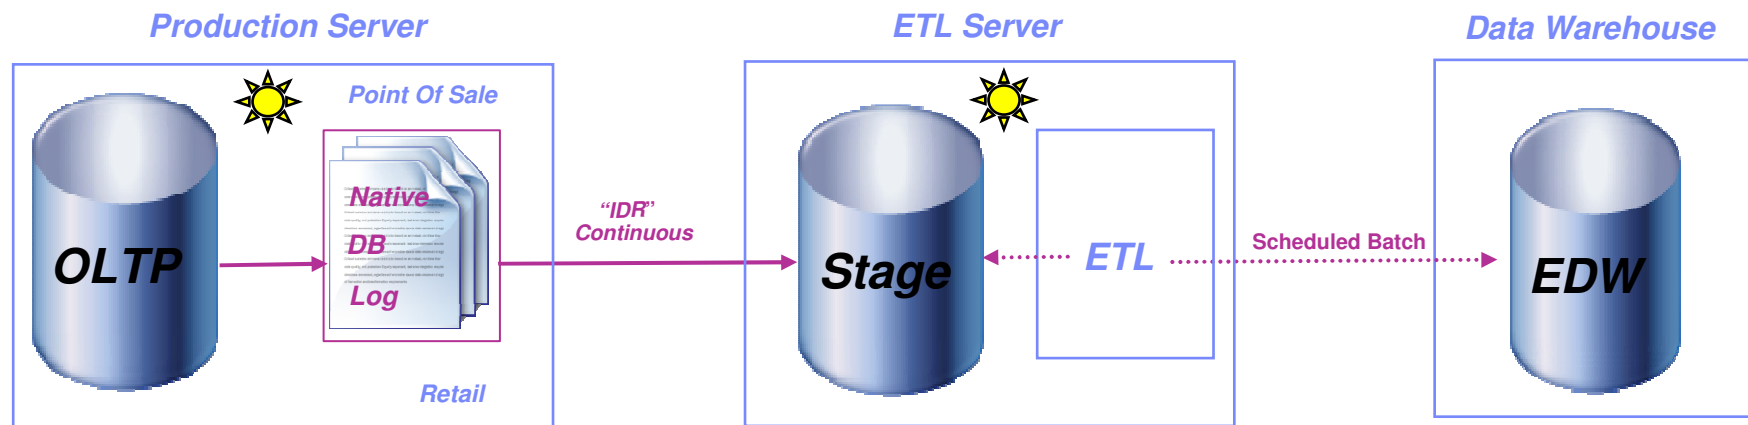 Production Server
ETL Server
Data Warehouse
Point Of Sale
Native
DB
Log
OLTP
Retail
“IDR”
Continuous
Stage
ETL
Scheduled Batch
EDW